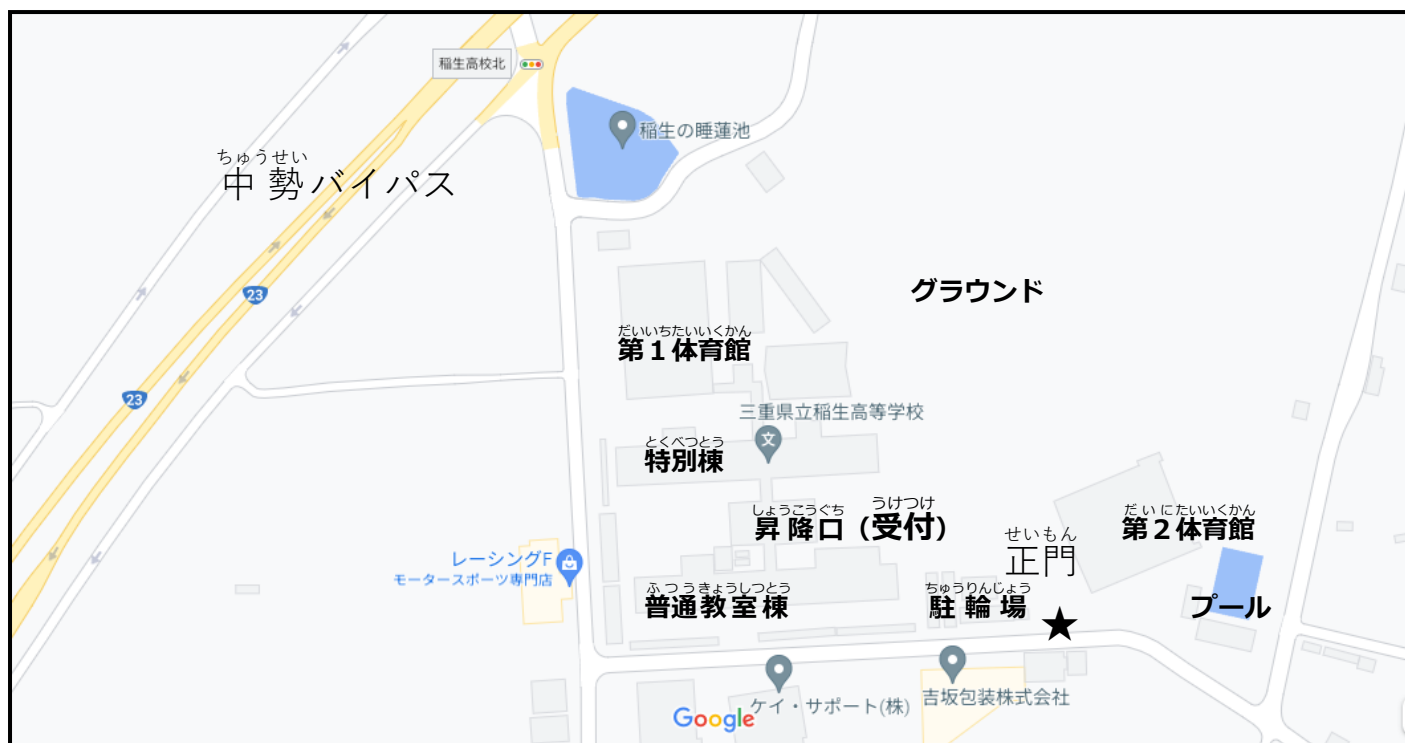 稲生高校北
稲生の睡蓮池
ちゅうせい
中勢バイパス
23
グラウンド
だいいちたいいくかん
第1体育館
23
三重県立稲生高等学校
文
とくべつとう
特別棟
しょうこうぐち うけつけ
昇降口（受付）
せいもん
正門
だいにたいいくかん
第2体育館
レーシングF
モータースポーツ専門店
ふつうきょうしつとう
普通教室棟
ちゅうりんじょう
駐輪場
★
プール
吉坂包装株式会社
ケイ・サポート(株)
Google